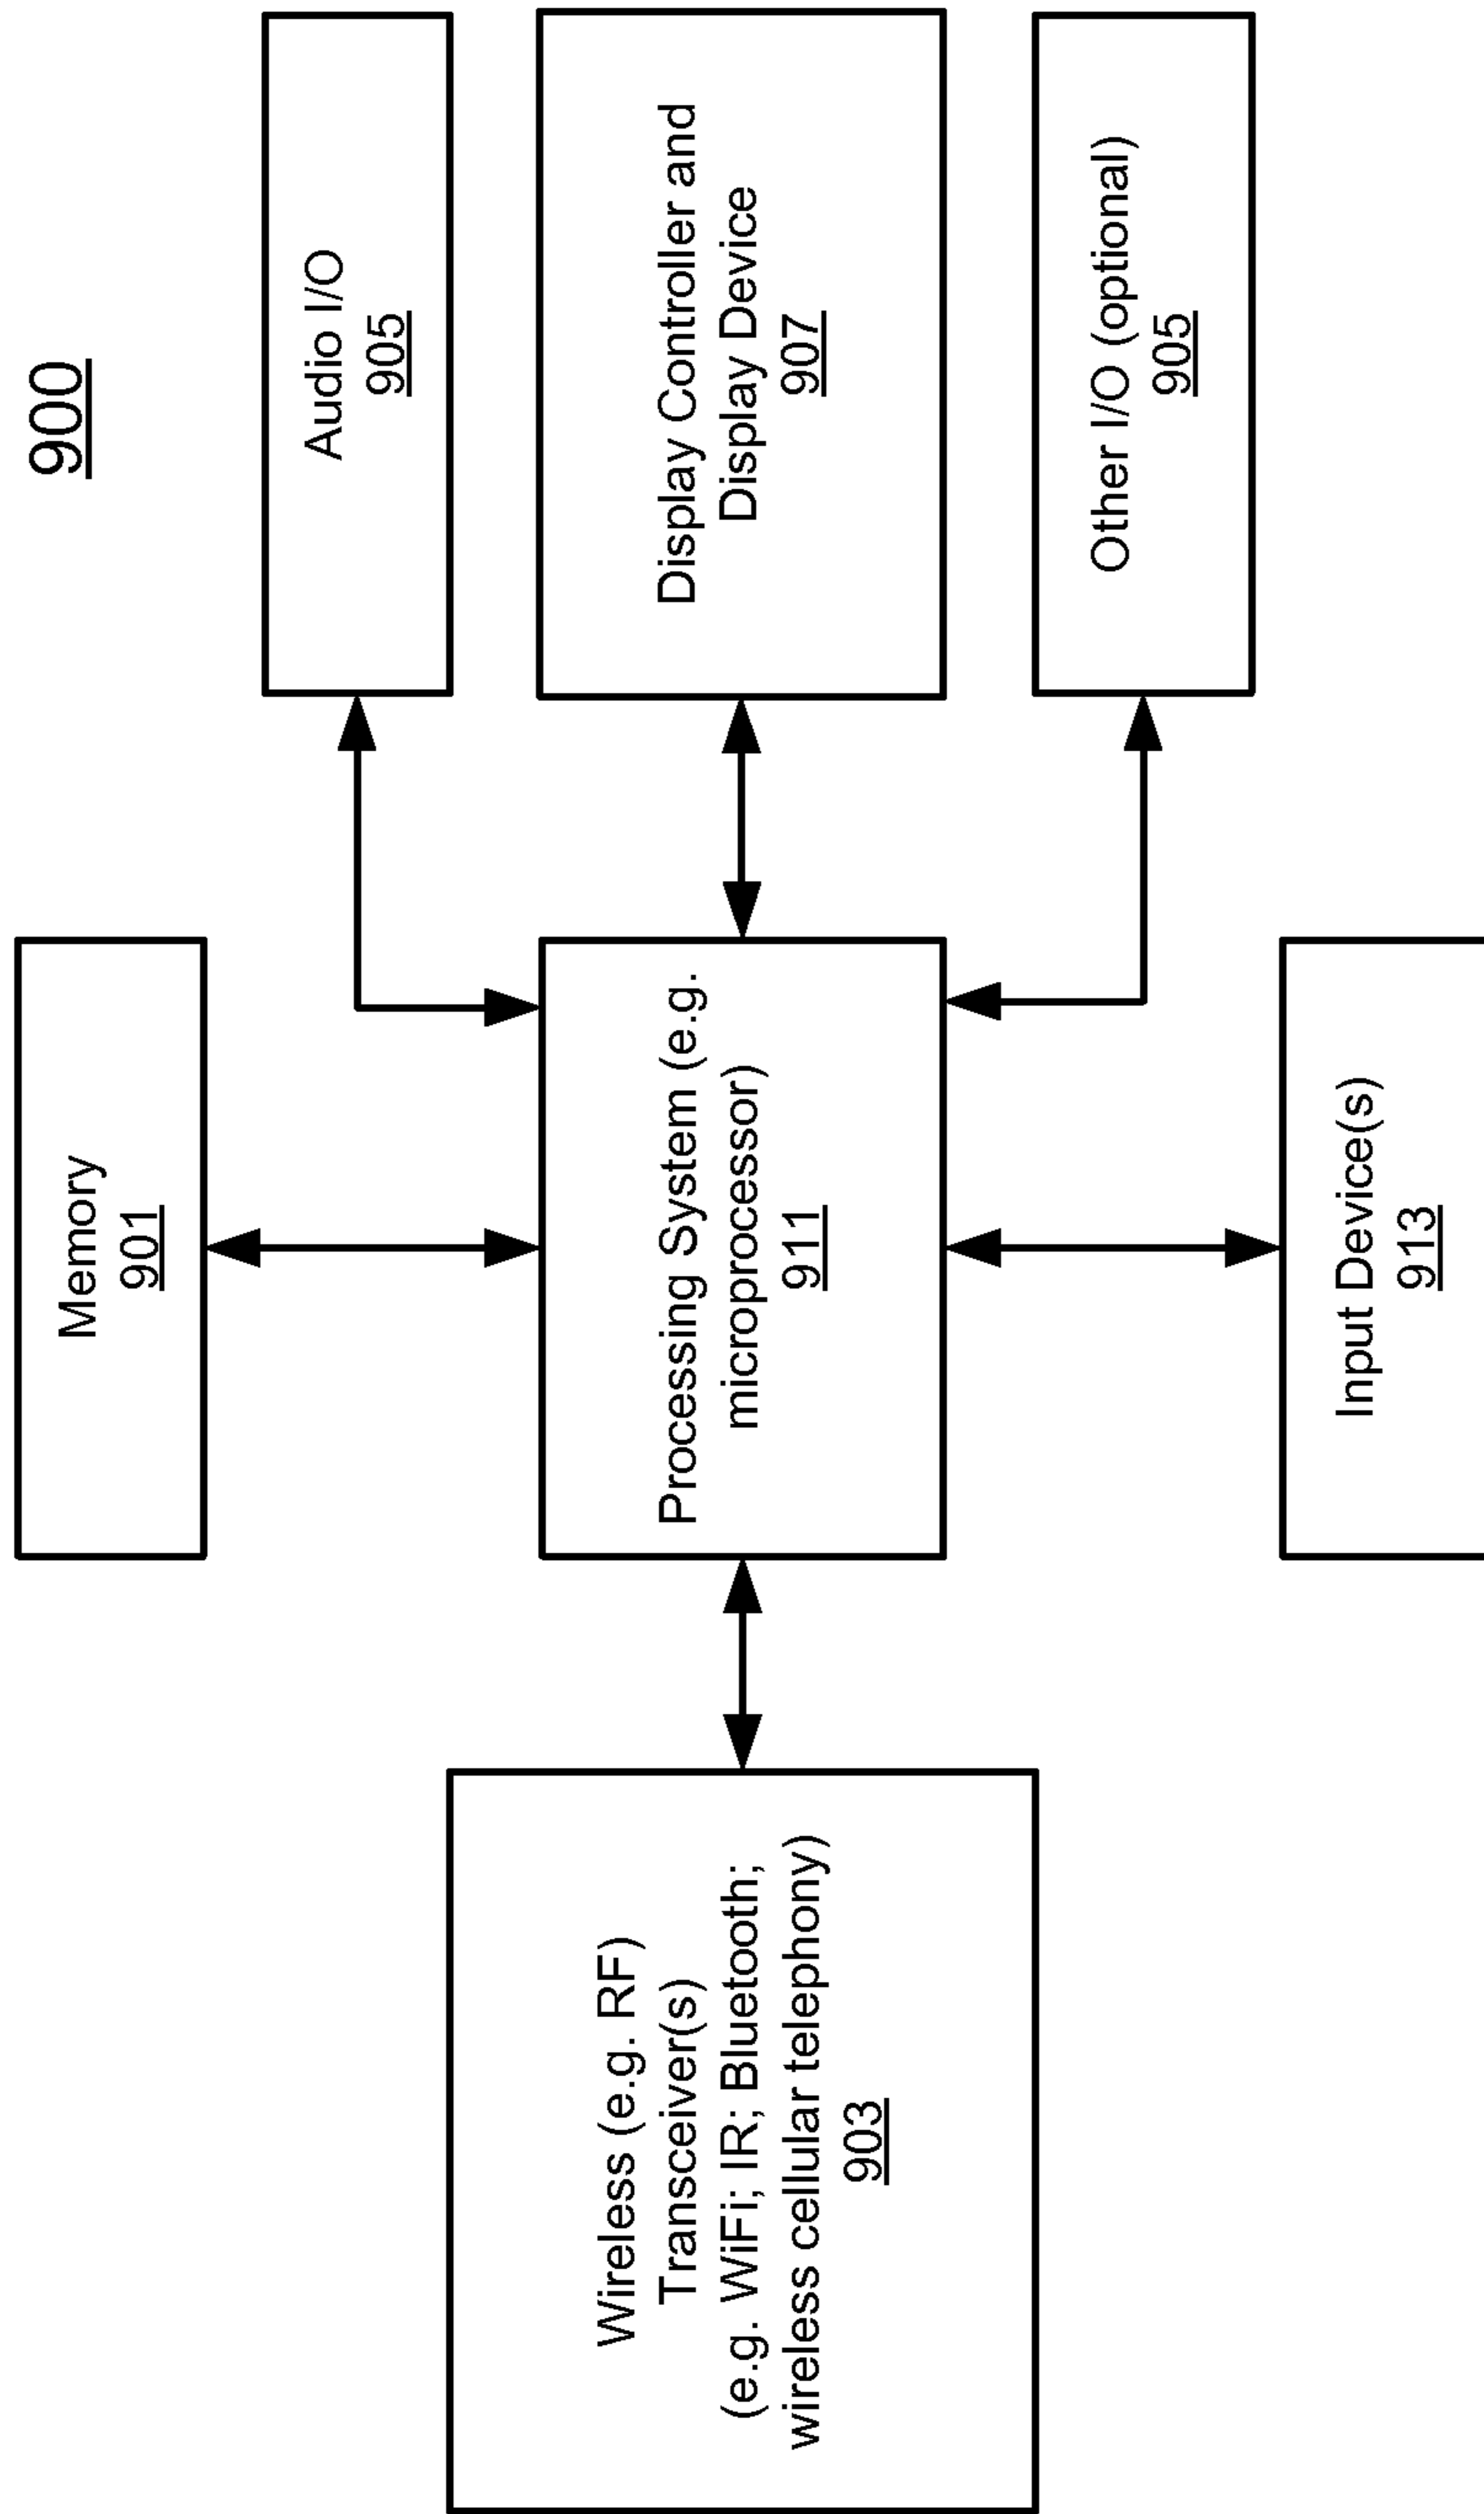 900
Memory
901
Audio I/O
905
Wireless (e.g. RF)
Transceiver(s)
(e.g. WiFi; IR; Bluetooth;
wireless cellular telephony)
903
Processing System (e.g.
microprocessor)
911
Display Controller and
Display Device
907
Other I/O (optional)
905
Input Device(s)
913